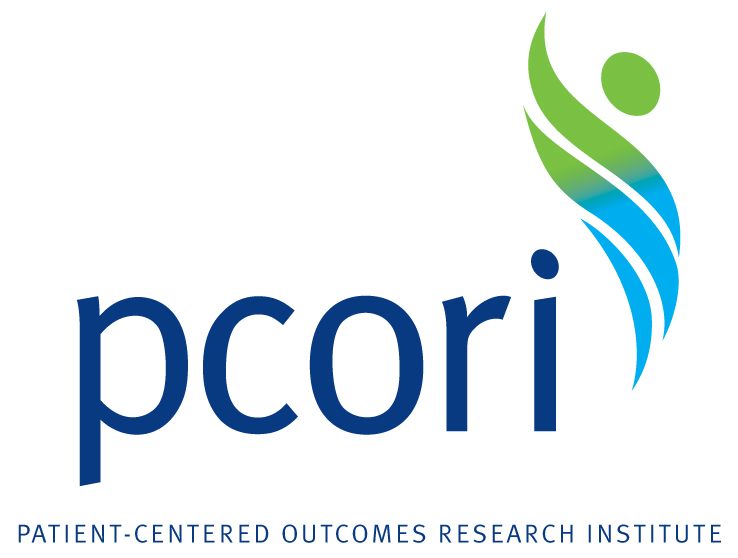 pcori
PATIENT-CENTERED OUTCOMES RESEARCH INSTITUTE